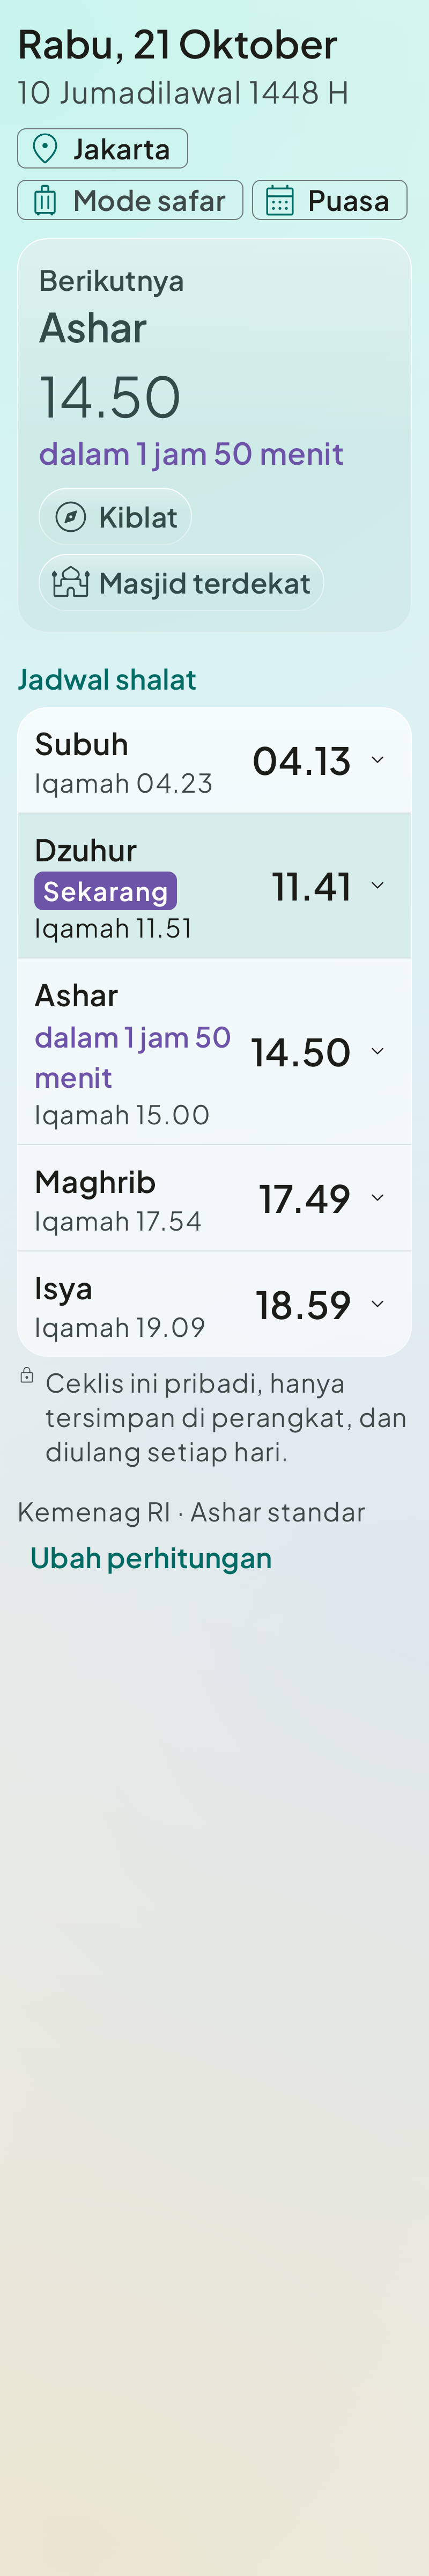 Rabu, 21 Oktober
10 Jumadilawal 1448 H
Jakarta
Mode safar
Puasa
Berikutnya
Ashar
14.50
dalam 1 jam 50 menit
Kiblat
Masjid terdekat
Jadwal shalat
Subuh
Iqamah 04.23
04.13
Dzuhur
Sekarang
Iqamah 11.51
11.41
Ashar
dalam 1 jam 50
menit
Iqamah 15.00
14.50
Maghrib
Iqamah 17.54
17.49
Isya
Iqamah 19.09
18.59
Ceklis ini pribadi, hanya
tersimpan di perangkat, dan
diulang setiap hari.
Kemenag RI · Ashar standar
Ubah perhitungan